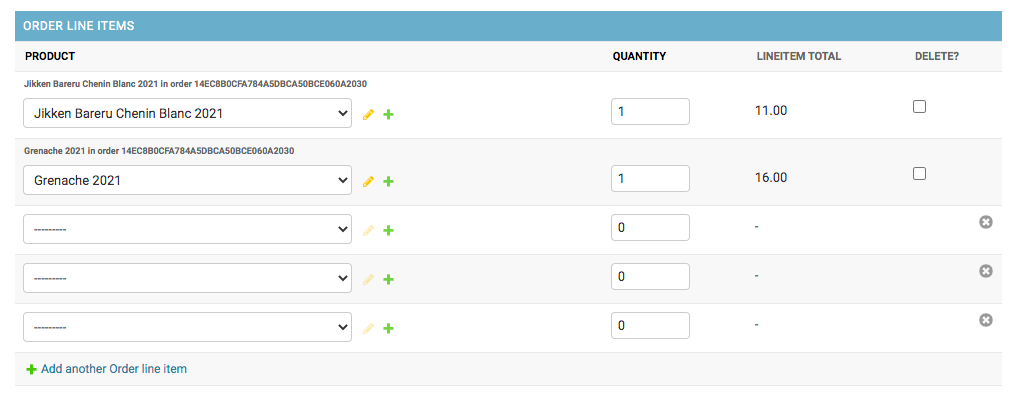 ORDER LINE ITEMS
PRODUCT QUANTITY LINEITEM TOTAL DELETE?
Jikken Bareru Chenin Blanc 2021 in order 14EC8B0CFA784A5DBCA50BCE060A2030
Jikken Bareru Chenin Blanc 2021 1 11.00
Grenache 2021 in order 14EC8B0CFA784A5DBCA50BCE060A2030
Grenache 2021 1 16.00
--------- 0 -
--------- 0 -
--------- 0 -
Add another Order line item